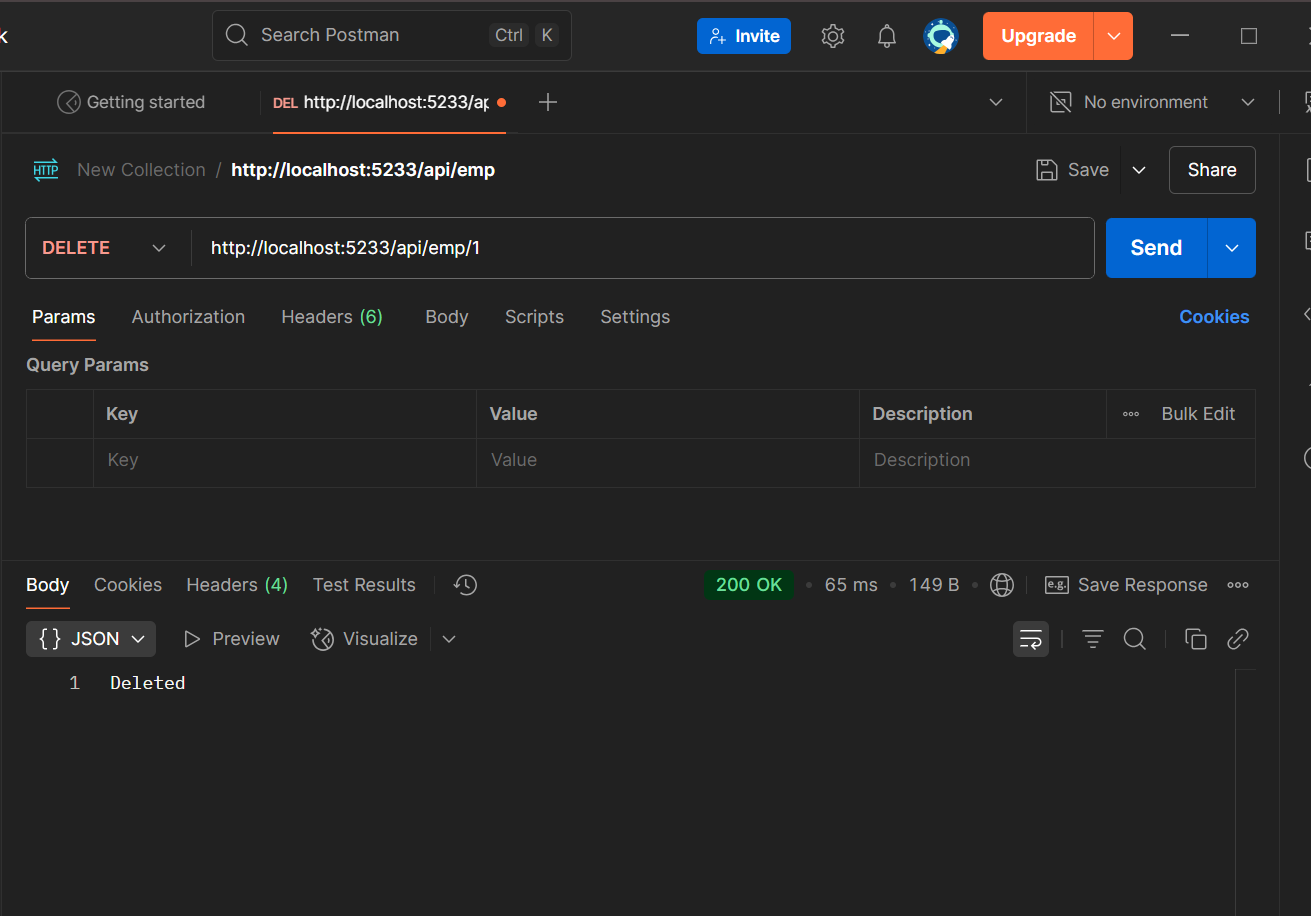 k Search Postman Ctrl K Invite Upgrade
Getting started DEL http://localhost:5233/ap No environment
HTTP New Collection / http://localhost:5233/api/emp Save Share
DELETE http://localhost:5233/api/emp/1 Send
Params Authorization Headers (6) Body Scripts Settings Cookies
Query Params
Key Value Description Bulk Edit
Key Value Description
Body Cookies Headers (4) Test Results 200 OK 65 ms 149 B e.g. Save Response
{ } JSON Preview Visualize
1 Deleted